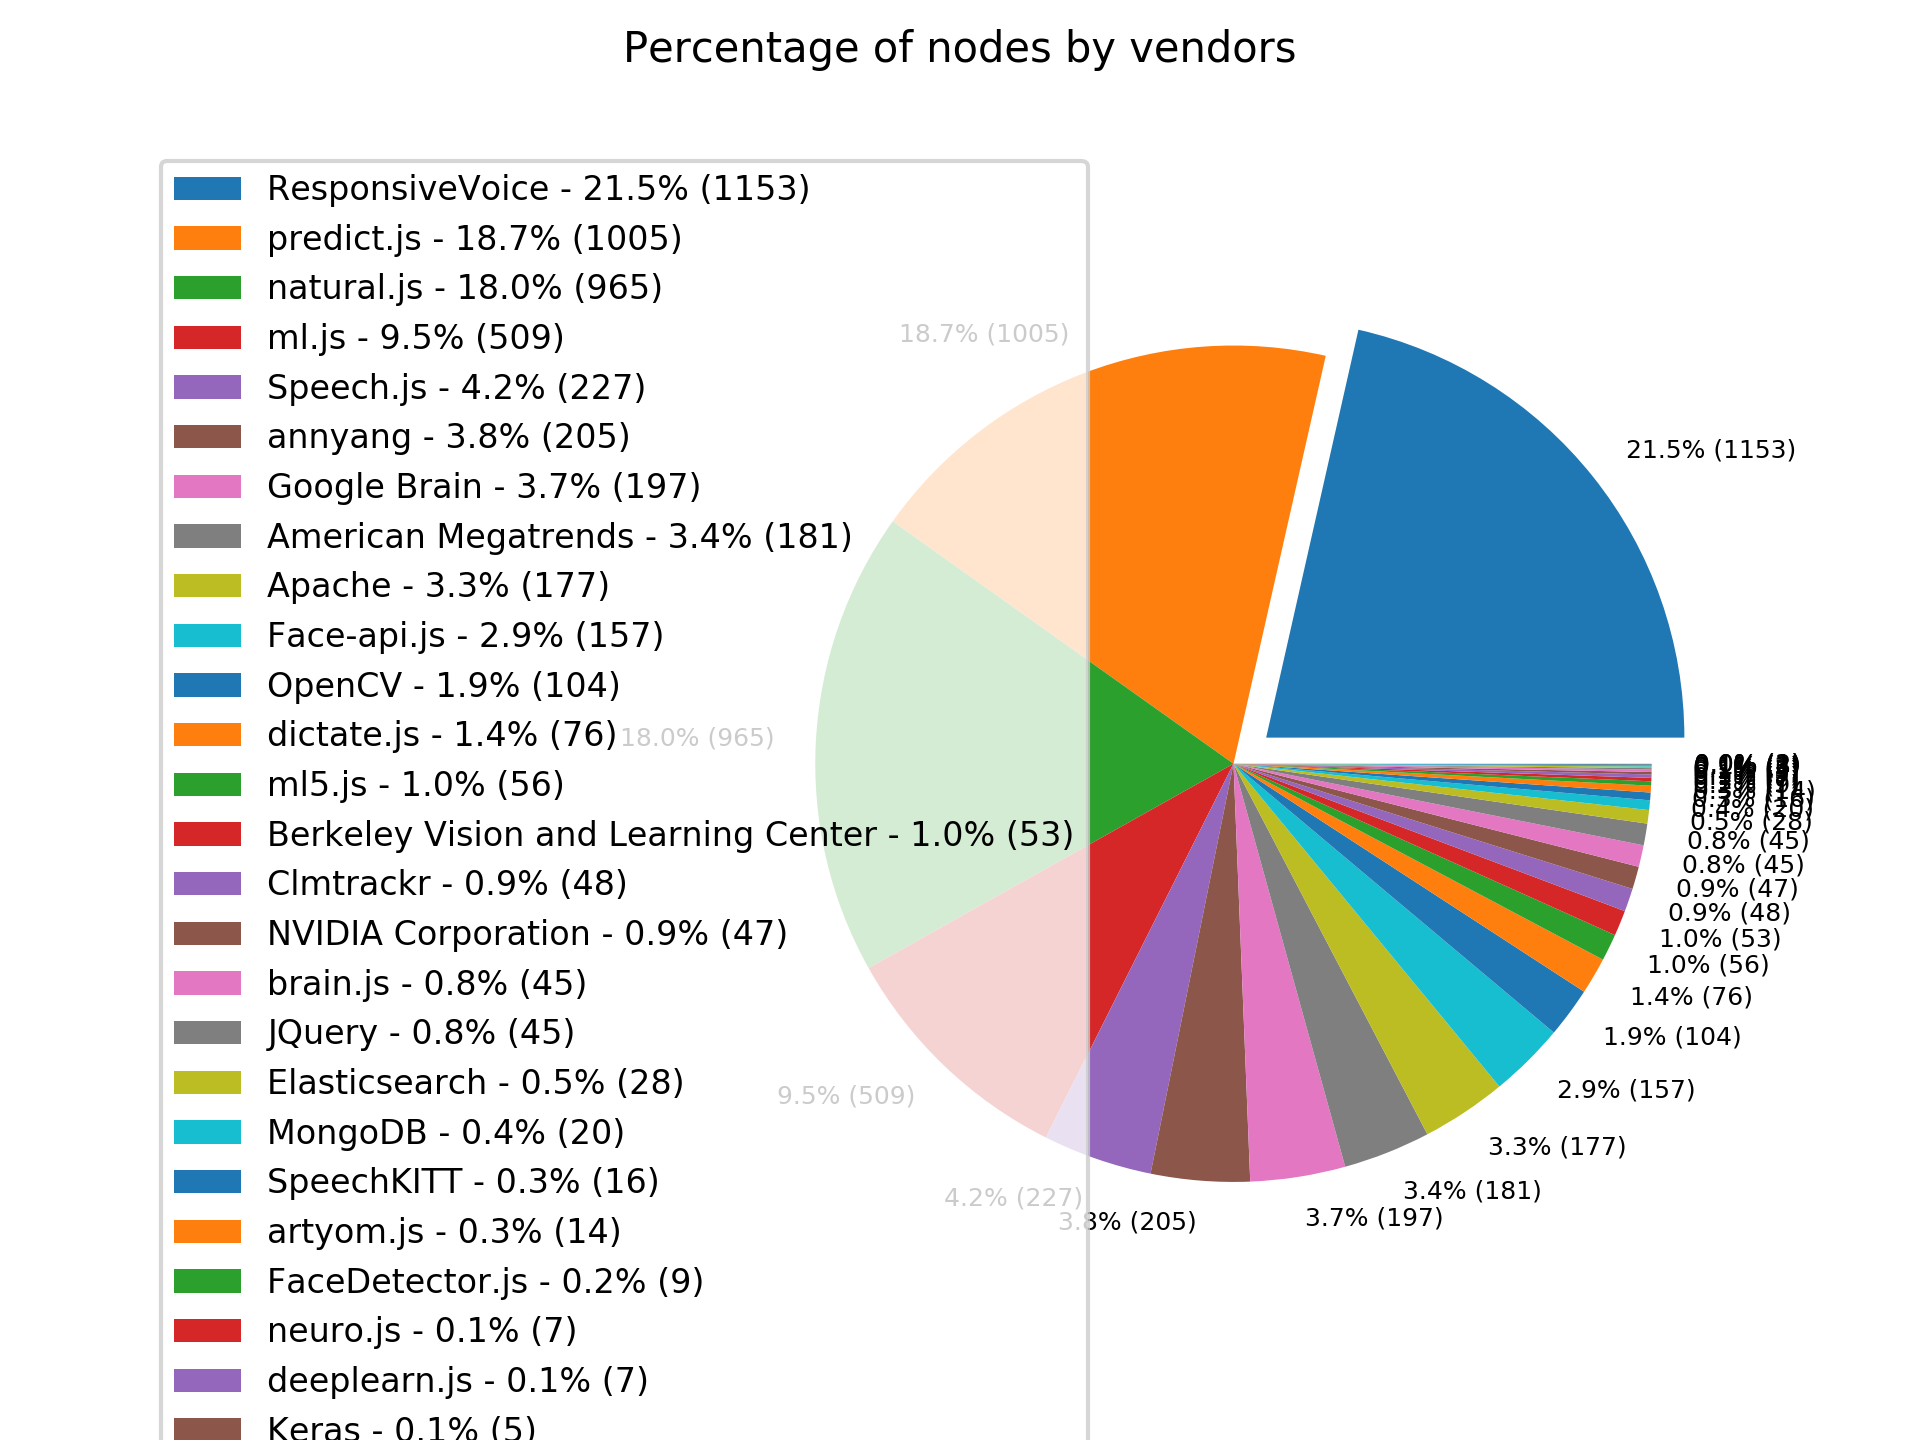 Percentage of nodes by vendors
ResponsiveVoice - 21.5% (1153)
predict.js - 18.7% (1005)
natural.js - 18.0% (965)
ml.js - 9.5% (509)
Speech.js - 4.2% (227)
annyang - 3.8% (205)
Google Brain - 3.7% (197)
American Megatrends - 3.4% (181)
Apache - 3.3% (177)
Face-api.js - 2.9% (157)
OpenCV - 1.9% (104)
dictate.js - 1.4% (76)
ml5.js - 1.0% (56)
Berkeley Vision and Learning Center - 1.0% (53)
Clmtrackr - 0.9% (48)
NVIDIA Corporation - 0.9% (47)
brain.js - 0.8% (45)
JQuery - 0.8% (45)
Elasticsearch - 0.5% (28)
MongoDB - 0.4% (20)
SpeechKITT - 0.3% (16)
artyom.js - 0.3% (14)
FaceDetector.js - 0.2% (9)
neuro.js - 0.1% (7)
deeplearn.js - 0.1% (7)
Keras - 0.1% (5)
21.5% (1153)
18.7% (1005)
18.0% (965)
9.5% (509)
4.2% (227)
3.8% (205)
3.7% (197)
3.4% (181)
3.3% (177)
2.9% (157)
1.9% (104)
1.4% (76)
1.0% (56)
1.0% (53)
0.9% (48)
0.9% (47)
0.8% (45)
0.8% (45)
0.5% (28)
0.4% (20)